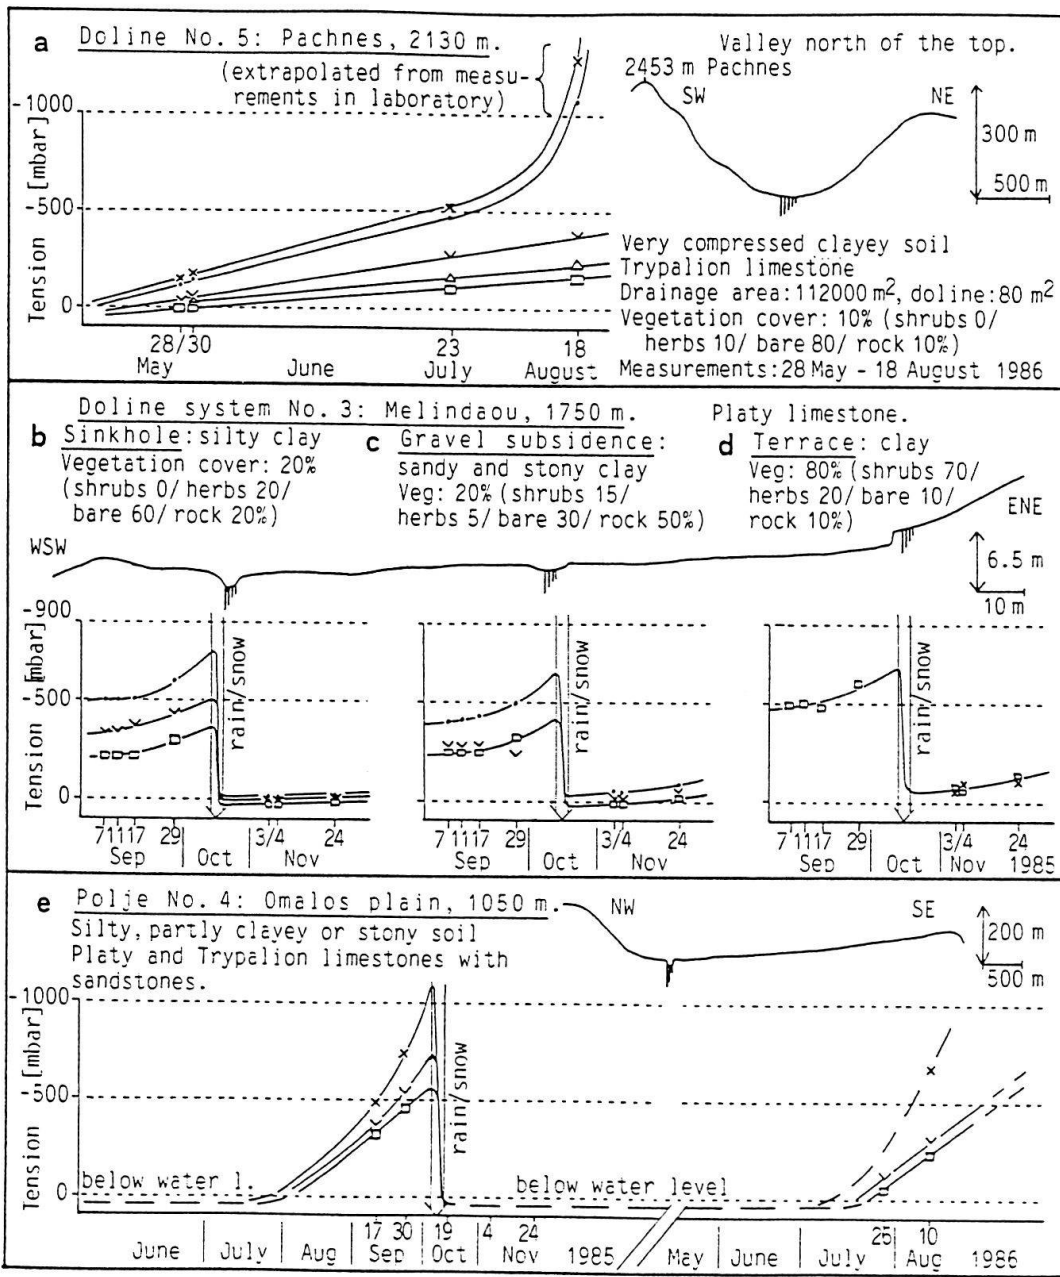 a Doline No. 5: Pachnes, 2130 m.
(extrapolated from measu-
rements in laboratory)
Valley north of the top.
2453 m Pachnes
SW
NE
300 m
500 m
Tension [mbar]
-1000
-500
0
Very compressed clayey soil
Trypalion limestone
Drainage area: 112000 m², doline: 80 m²
Vegetation cover: 10% (shrubs 0/
herbs 10/ bare 80/ rock 10%)
Measurements: 28 May - 18 August 1986
28/30 23 18
May June July August
Doline system No. 3: Melindaou, 1750 m.
Platy limestone.
b Sinkhole: silty clay
Vegetation cover: 20%
(shrubs 0/ herbs 20/
bare 60/ rock 20%)
c Gravel subsidence:
sandy and stony clay
Veg: 20% (shrubs 15/
herbs 5/ bare 30/ rock 50%)
d Terrace: clay
Veg: 80% (shrubs 70/
herbs 20/ bare 10/
rock 10%)
WSW
ENE
6.5 m
10 m
Tension [mbar]
-900
-500
0
rain/snow
rain/snow
rain/snow
7 11 17 29 3/4 24
Sep Oct Nov
7 11 17 29 3/4 24
Sep Oct Nov
7 11 17 29 3/4 24
Sep Oct Nov 1985
e Polje No. 4: Omalos plain, 1050 m.
Silty, partly clayey or stony soil
Platy and Trypalion limestones with
sandstones.
NW
SE
200 m
500 m
Tension [mbar]
-1000
-500
0
rain/snow
below water l.
below water level
17 30 19 4 24 25 10
June July Aug Sep Oct Nov 1985 May June July Aug 1986